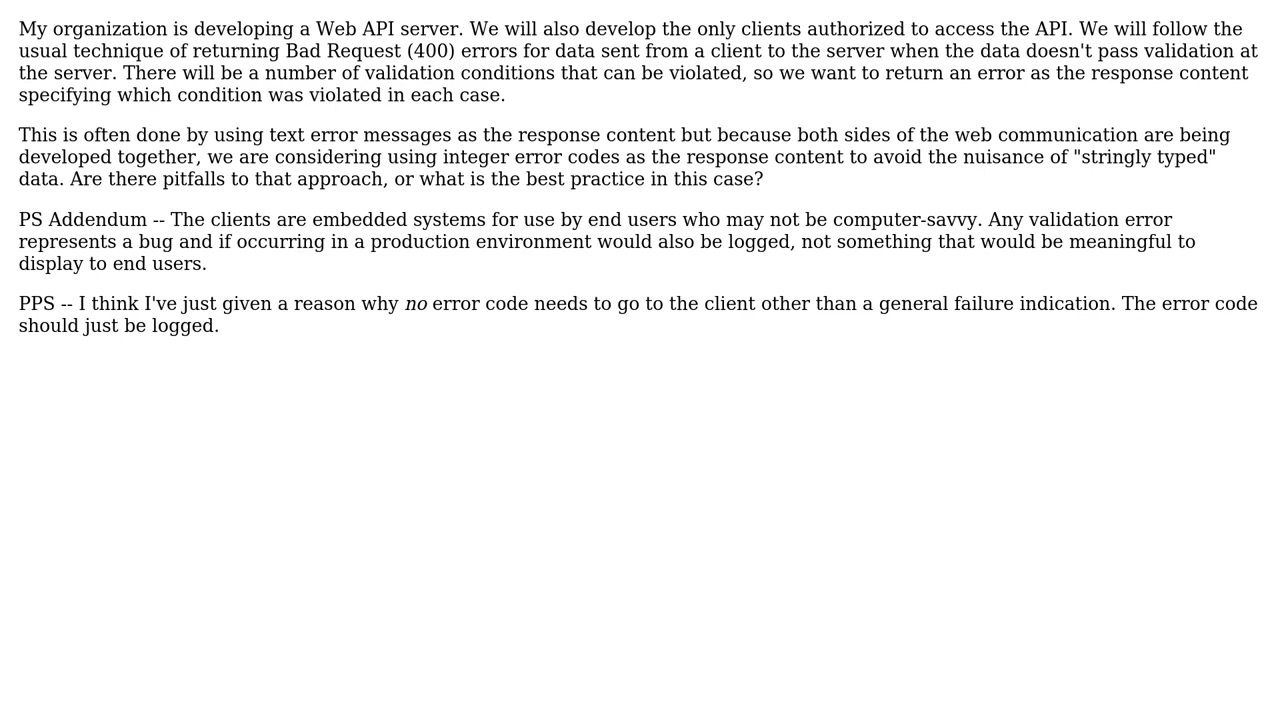 My organization is developing a Web API server. We will also develop the only clients authorized to access the API. We will follow the
usual technique of returning Bad Request (400) errors for data sent from a client to the server when the data doesn't pass validation at
the server. There will be a number of validation conditions that can be violated, so we want to return an error as the response content
specifying which condition was violated in each case.
This is often done by using text error messages as the response content but because both sides of the web communication are being
developed together, we are considering using integer error codes as the response content to avoid the nuisance of "stringly typed"
data. Are there pitfalls to that approach, or what is the best practice in this case?
PS Addendum -- The clients are embedded systems for use by end users who may not be computer-savvy. Any validation error
represents a bug and if occurring in a production environment would also be logged, not something that would be meaningful to
display to end users.
PPS -- I think I've just given a reason why no error code needs to go to the client other than a general failure indication. The error code
should just be logged.